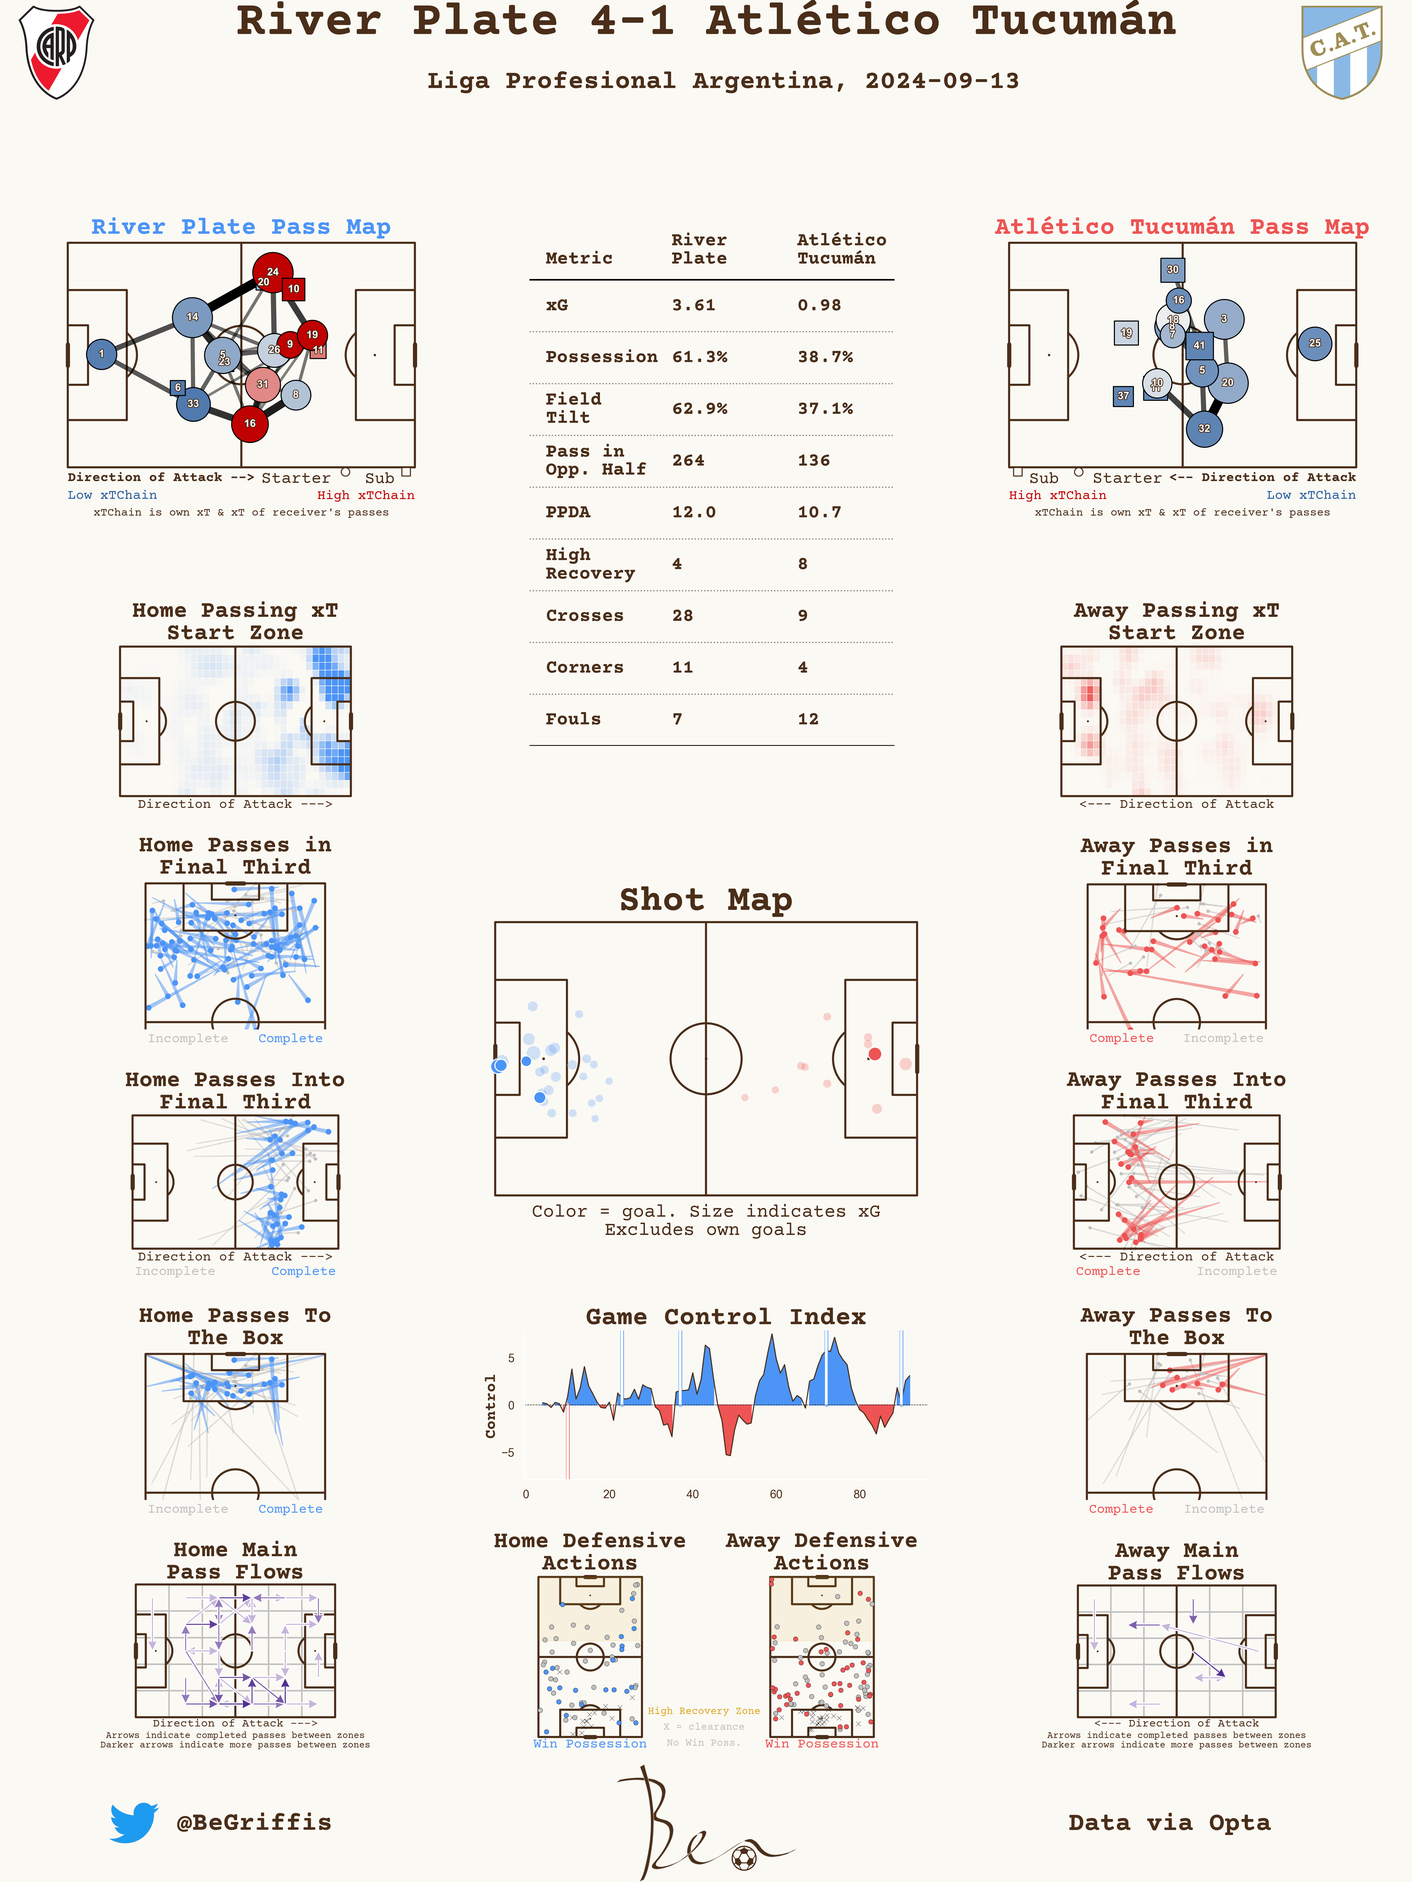 River Plate 4-1 Atlético Tucumán
Liga Profesional Argentina, 2024-09-13
CARP
C.A.T.
River Plate Pass Map
24
20
10
14
19
9
11
26
5
23
1
31
8
6
33
16
Direction of Attack --> Starter Sub
Low xTChain High xTChain
xTChain is own xT & xT of receiver's passes
Metric River Plate Atlético Tucumán
xG 3.61 0.98
Possession 61.3% 38.7%
Field Tilt 62.9% 37.1%
Pass in Opp. Half 264 136
PPDA 12.0 10.7
High Recovery 4 8
Crosses 28 9
Corners 11 4
Fouls 7 12
Atlético Tucumán Pass Map
30
16
18
7
19
3
41
25
5
10
20
37
32
Sub Starter <-- Direction of Attack
High xTChain Low xTChain
xTChain is own xT & xT of receiver's passes
Home Passing xT
Start Zone
Direction of Attack --->
Away Passing xT
Start Zone
<--- Direction of Attack
Home Passes in
Final Third
Incomplete Complete
Away Passes in
Final Third
Complete Incomplete
Shot Map
Color = goal. Size indicates xG
Excludes own goals
Home Passes Into
Final Third
Direction of Attack --->
Incomplete Complete
Away Passes Into
Final Third
<--- Direction of Attack
Complete Incomplete
Home Passes To
The Box
Incomplete Complete
Game Control Index
Control
5
0
−5
0 20 40 60 80
Away Passes To
The Box
Complete Incomplete
Home Main
Pass Flows
Direction of Attack --->
Arrows indicate completed passes between zones
Darker arrows indicate more passes between zones
Home Defensive
Actions
Win Possession
High Recovery Zone
X = clearance
No Win Poss.
Away Defensive
Actions
Win Possession
Away Main
Pass Flows
<--- Direction of Attack
Arrows indicate completed passes between zones
Darker arrows indicate more passes between zones
@BeGriffis
Ben
Data via Opta